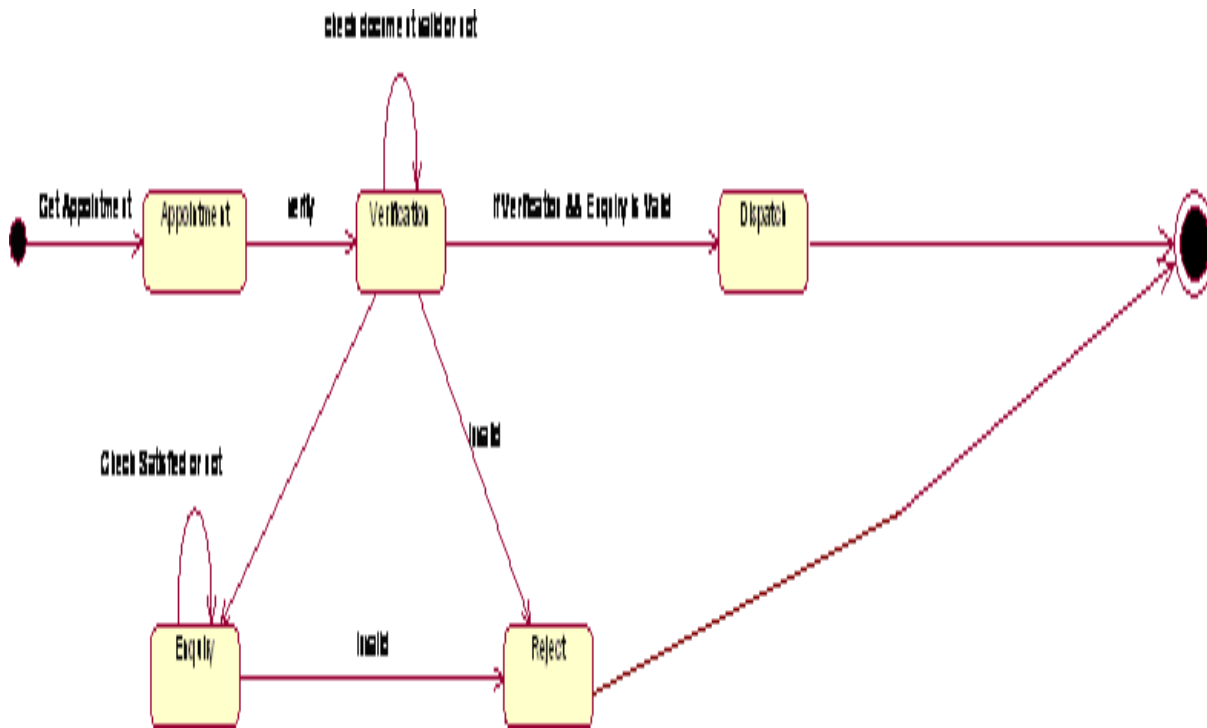 check document valid or not
Get Appointment
Appointment
verify
Verification
If Verification && Enquiry is Valid
Dispatch
Invalid
Check Satisfied or not
Enquiry
Invalid
Reject